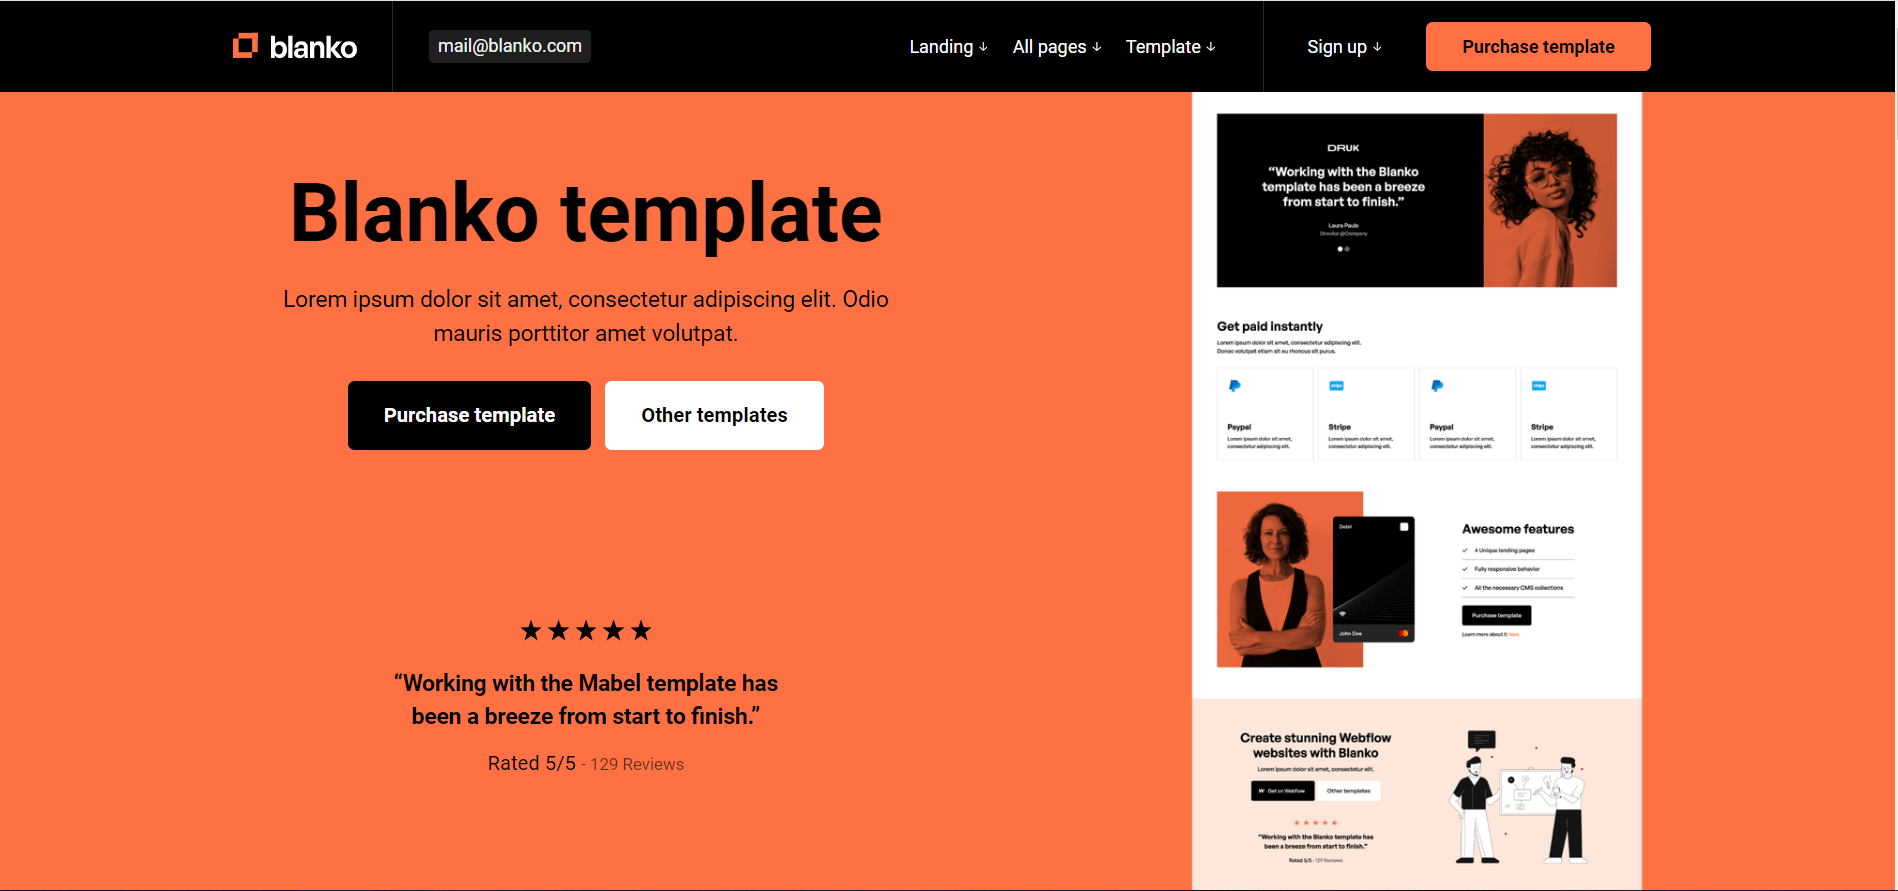 blanko
mail@blanko.com
Landing ↓
All pages ↓
Template ↓
Sign up ↓
Purchase template
Blanko template
Lorem ipsum dolor sit amet, consectetur adipiscing elit. Odio
mauris porttitor amet volutpat.
Purchase template
Other templates
★★★★★
“Working with the Mabel template has
been a breeze from start to finish.”
Rated 5/5 - 129 Reviews
DRUK
“Working with the Blanko
template has been a breeze
from start to finish.”
Laura Paula
Director @Company
Get paid instantly
Lorem ipsum dolor sit amet, consectetur adipiscing elit.
Donec volutpat etiam sit eu rhoncus sit purus.
Paypal
Lorem ipsum dolor sit amet,
consectetur adipiscing elit.
stripe
Stripe
Lorem ipsum dolor sit amet,
consectetur adipiscing elit.
Paypal
Lorem ipsum dolor sit amet,
consectetur adipiscing elit.
stripe
Stripe
Lorem ipsum dolor sit amet,
consectetur adipiscing elit.
Debit
John Doe
Awesome features
✓ 4 Unique landing pages
✓ Fully responsive behavior
✓ All the necessary CMS collections
Purchase template
Learn more about it here.
Create stunning Webflow
websites with Blanko
Lorem ipsum dolor sit amet, consectetur elit.
Get on Webflow
Other templates
★★★★★
“Working with the Blanko template has
been a breeze from start to finish.”
Rated 5/5 - 129 Reviews